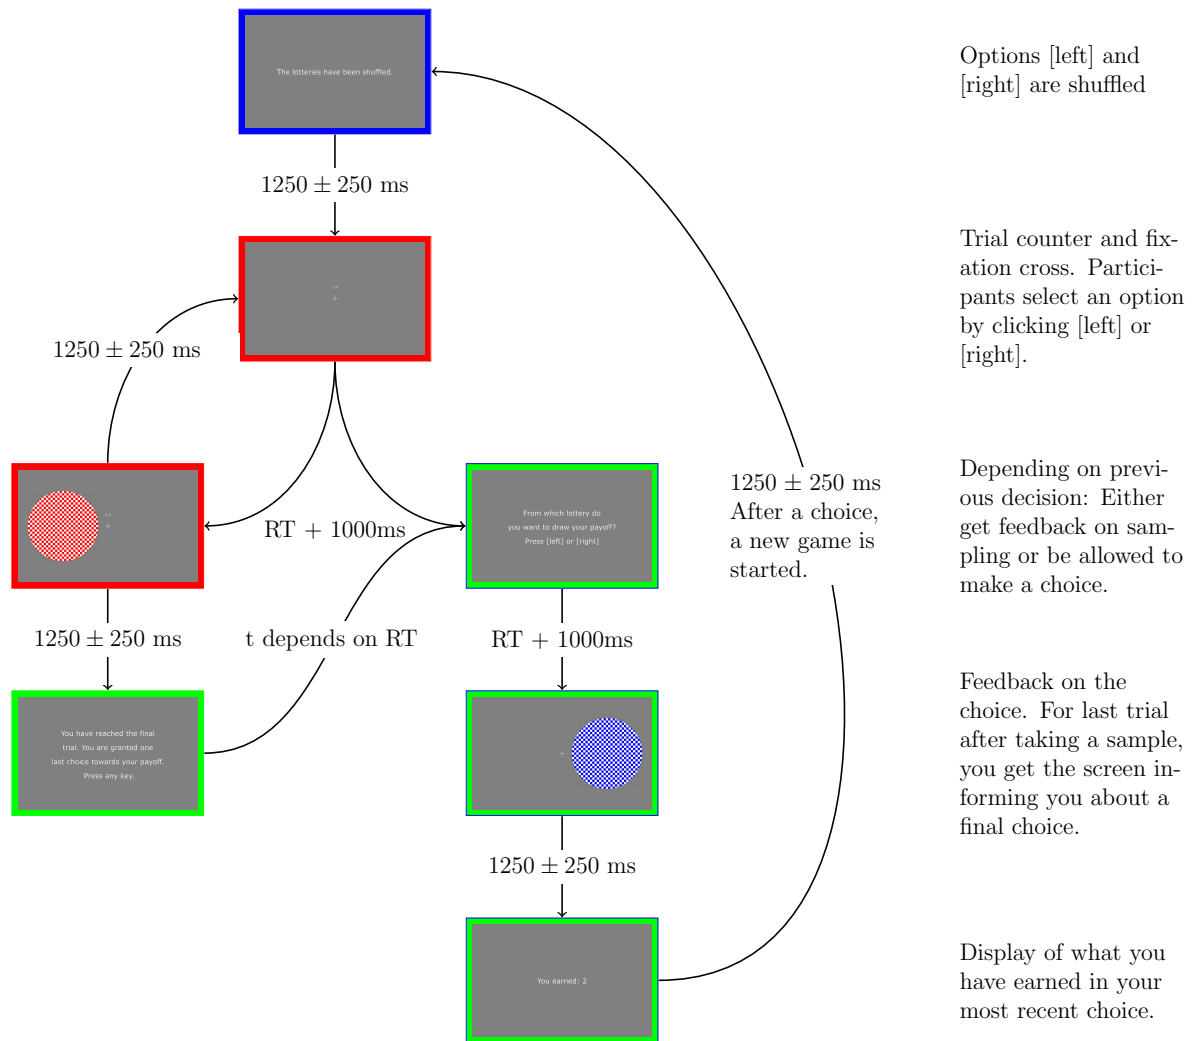 The lotteries have been shuffled.
Options [left] and
[right] are shuffled
1250 ± 250 ms
Trial counter and fix-
ation cross. Partici-
pants select an option
by clicking [left] or
[right].
+
1250 ± 250 ms
From which lottery do
you want to draw your payoff?
Press [left] or [right]
+
RT + 1000ms
1250 ± 250 ms
After a choice,
a new game is
started.
Depending on previ-
ous decision: Either
get feedback on sam-
pling or be allowed to
make a choice.
1250 ± 250 ms
t depends on RT
RT + 1000ms
You have reached the final
trial. You are granted one
last choice towards your payoff.
Press any key.
+
Feedback on the
choice. For last trial
after taking a sample,
you get the screen in-
forming you about a
final choice.
1250 ± 250 ms
You earned: 2
Display of what you
have earned in your
most recent choice.